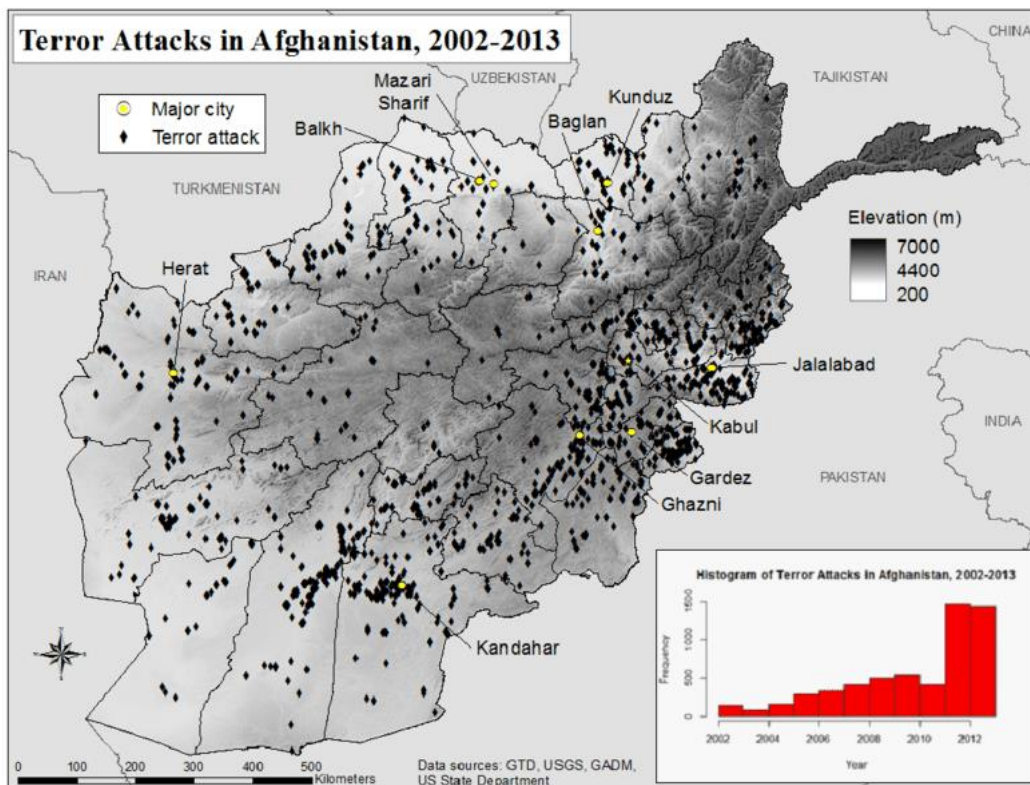 Terror Attacks in Afghanistan, 2002-2013
Major city
Terror attack
CHINA
UZBEKISTAN
TAJIKISTAN
TURKMENISTAN
IRAN
PAKISTAN
INDIA
Mazari
Sharif
Balkh
Kunduz
Baglan
Herat
Jalalabad
Kabul
Gardez
Ghazni
Kandahar
Elevation (m)
7000
4400
200
Histogram of Terror Attacks in Afghanistan, 2002-2013
Frequency
1500
1000
500
0
2002 2004 2006 2008 2010 2012
Year
0 100 200 300 400 500
Kilometers
Data sources: GTD, USGS, GADM,
US State Department